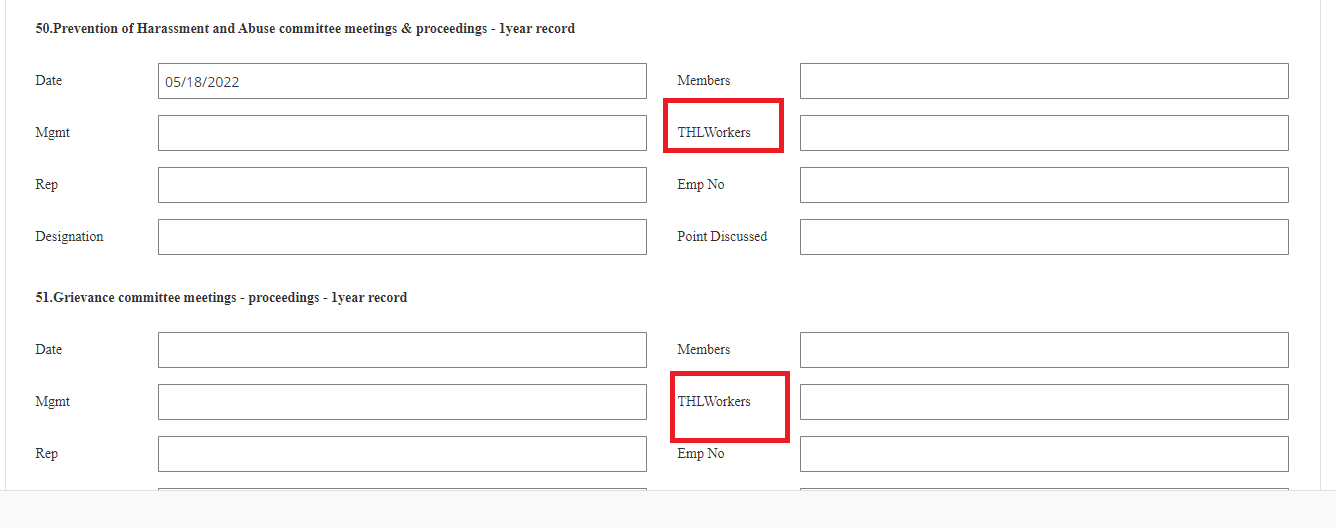 50.Prevention of Harassment and Abuse committee meetings & proceedings - 1year record
Date 05/18/2022 Members
Mgmt THLWorkers
Rep Emp No
Designation Point Discussed
51.Grievance committee meetings - proceedings - 1year record
Date Members
Mgmt THLWorkers
Rep Emp No